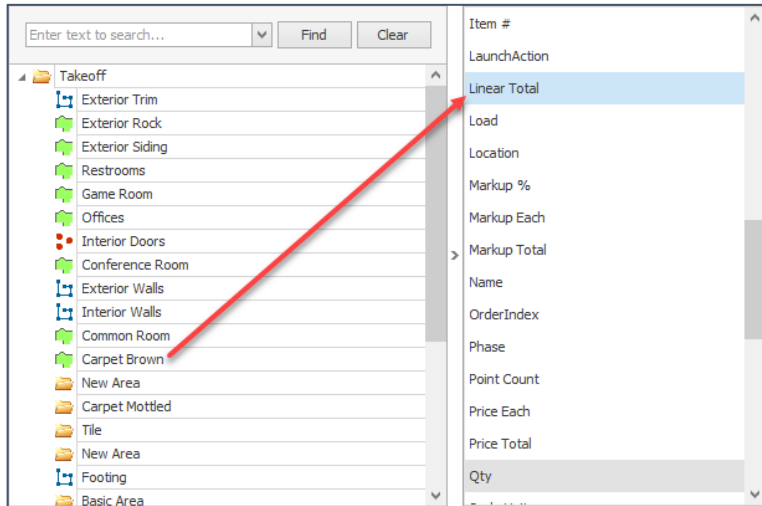 Enter text to search...
Find
Clear
Takeoff
Exterior Trim
Exterior Rock
Exterior Siding
Restrooms
Game Room
Offices
Interior Doors
Conference Room
Exterior Walls
Interior Walls
Common Room
Carpet Brown
New Area
Carpet Mottled
Tile
New Area
Footing
Basic Area
Item #
LaunchAction
Linear Total
Load
Location
Markup %
Markup Each
Markup Total
Name
OrderIndex
Phase
Point Count
Price Each
Price Total
Qty